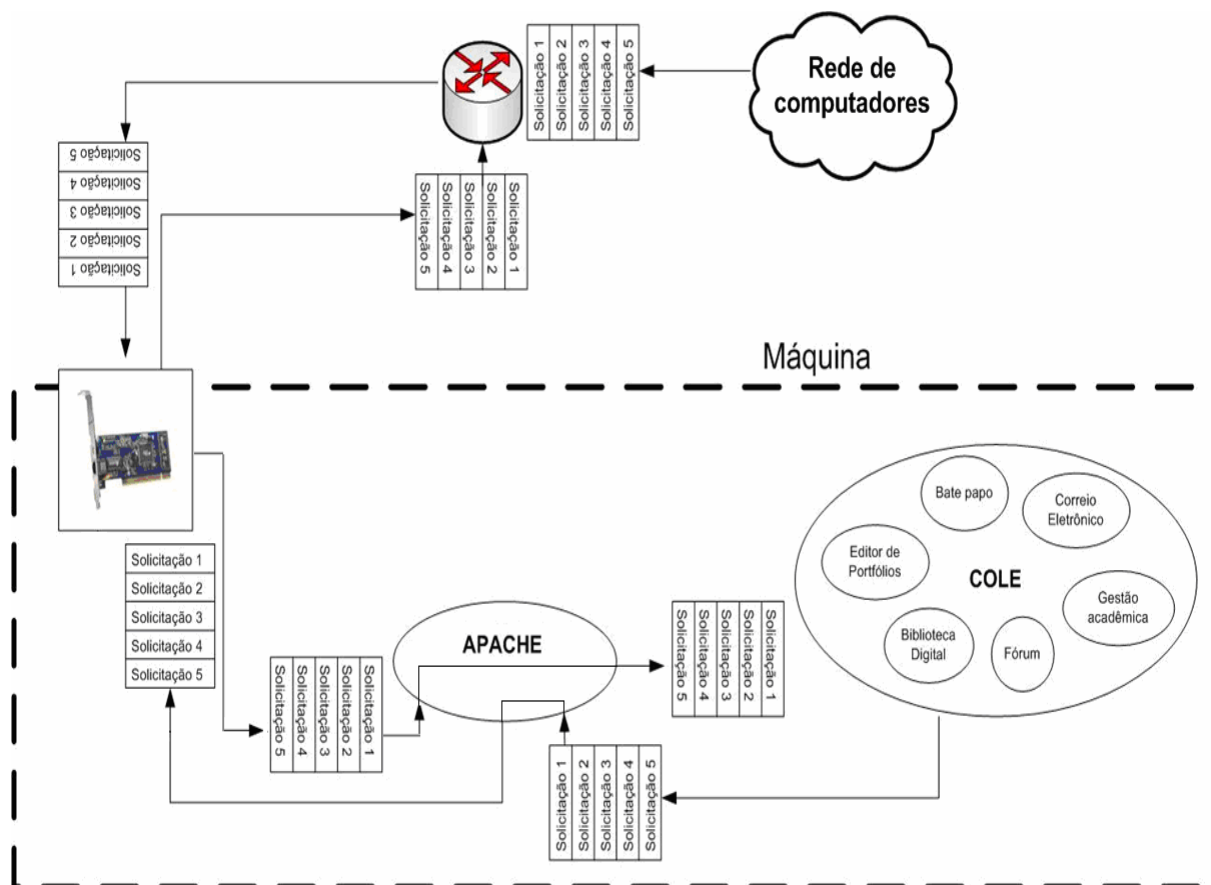 Rede de
computadores
Solicitação 1
Solicitação 2
Solicitação 3
Solicitação 4
Solicitação 5
Solicitação 5
Solicitação 4
Solicitação 3
Solicitação 2
Solicitação 1
Solicitação 5
Solicitação 4
Solicitação 3
Solicitação 2
Solicitação 1
Máquina
Bate papo
Correio
Eletrônico
Editor de
Portfólios
COLE
Gestão
acadêmica
Biblioteca
Digital
Fórum
Solicitação 1
Solicitação 2
Solicitação 3
Solicitação 4
Solicitação 5
APACHE
Solicitação 5
Solicitação 4
Solicitação 3
Solicitação 2
Solicitação 1
Solicitação 5
Solicitação 4
Solicitação 3
Solicitação 2
Solicitação 1
Solicitação 1
Solicitação 2
Solicitação 3
Solicitação 4
Solicitação 5